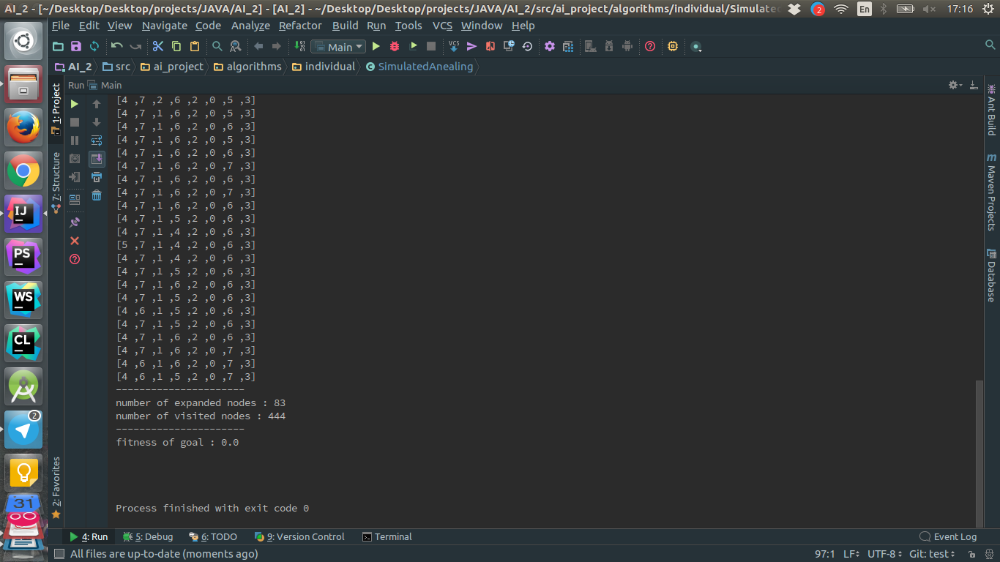 AI_2 - [~/Desktop/Desktop/projects/JAVA/AI_2] - [AI_2] - ~/Desktop/Desktop/projects/JAVA/AI_2/src/ai_project/algorithms/individual/Simulate
2
En
17:16
File Edit View Navigate Code Analyze Refactor Build Run Tools VCS Window Help
Main
VCS
AI_2 src ai_project algorithms individual SimulatedAnealing
Run Main
1: Project
7: Structure
2: Favorites
Ant Build
m Maven Projects
Database
IJ
PS
WS
CL
2
31
[4 ,7 ,2 ,6 ,2 ,0 ,5 ,3]
[4 ,7 ,1 ,6 ,2 ,0 ,5 ,3]
[4 ,7 ,1 ,6 ,2 ,0 ,6 ,3]
[4 ,7 ,1 ,6 ,2 ,0 ,5 ,3]
[4 ,7 ,1 ,6 ,2 ,0 ,6 ,3]
[4 ,7 ,1 ,6 ,2 ,0 ,7 ,3]
[4 ,7 ,1 ,6 ,2 ,0 ,6 ,3]
[4 ,7 ,1 ,6 ,2 ,0 ,7 ,3]
[4 ,7 ,1 ,6 ,2 ,0 ,6 ,3]
[4 ,7 ,1 ,5 ,2 ,0 ,6 ,3]
[4 ,7 ,1 ,4 ,2 ,0 ,6 ,3]
[5 ,7 ,1 ,4 ,2 ,0 ,6 ,3]
[4 ,7 ,1 ,4 ,2 ,0 ,6 ,3]
[4 ,7 ,1 ,5 ,2 ,0 ,6 ,3]
[4 ,7 ,1 ,6 ,2 ,0 ,6 ,3]
[4 ,7 ,1 ,5 ,2 ,0 ,6 ,3]
[4 ,6 ,1 ,5 ,2 ,0 ,6 ,3]
[4 ,7 ,1 ,5 ,2 ,0 ,6 ,3]
[4 ,7 ,1 ,6 ,2 ,0 ,6 ,3]
[4 ,7 ,1 ,6 ,2 ,0 ,7 ,3]
[4 ,6 ,1 ,6 ,2 ,0 ,7 ,3]
[4 ,6 ,1 ,5 ,2 ,0 ,7 ,3]
----------------------
number of expanded nodes : 83
number of visited nodes : 444
----------------------
fitness of goal : 0.0
Process finished with exit code 0
4: Run 5: Debug 6: TODO 9: Version Control Terminal Event Log
All files are up-to-date (moments ago) 97:1 LF UTF-8 Git: test